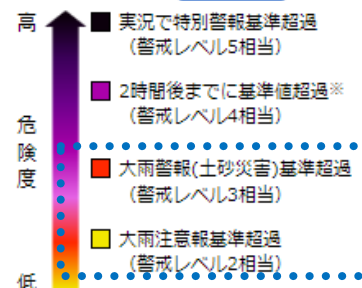 高
実況で特別警報基準超過
（警戒レベル5相当）
2時間後までに基準値超過※
（警戒レベル4相当）
危険度
大雨警報(土砂災害)基準超過
（警戒レベル3相当）
大雨注意報基準超過
（警戒レベル2相当）
低